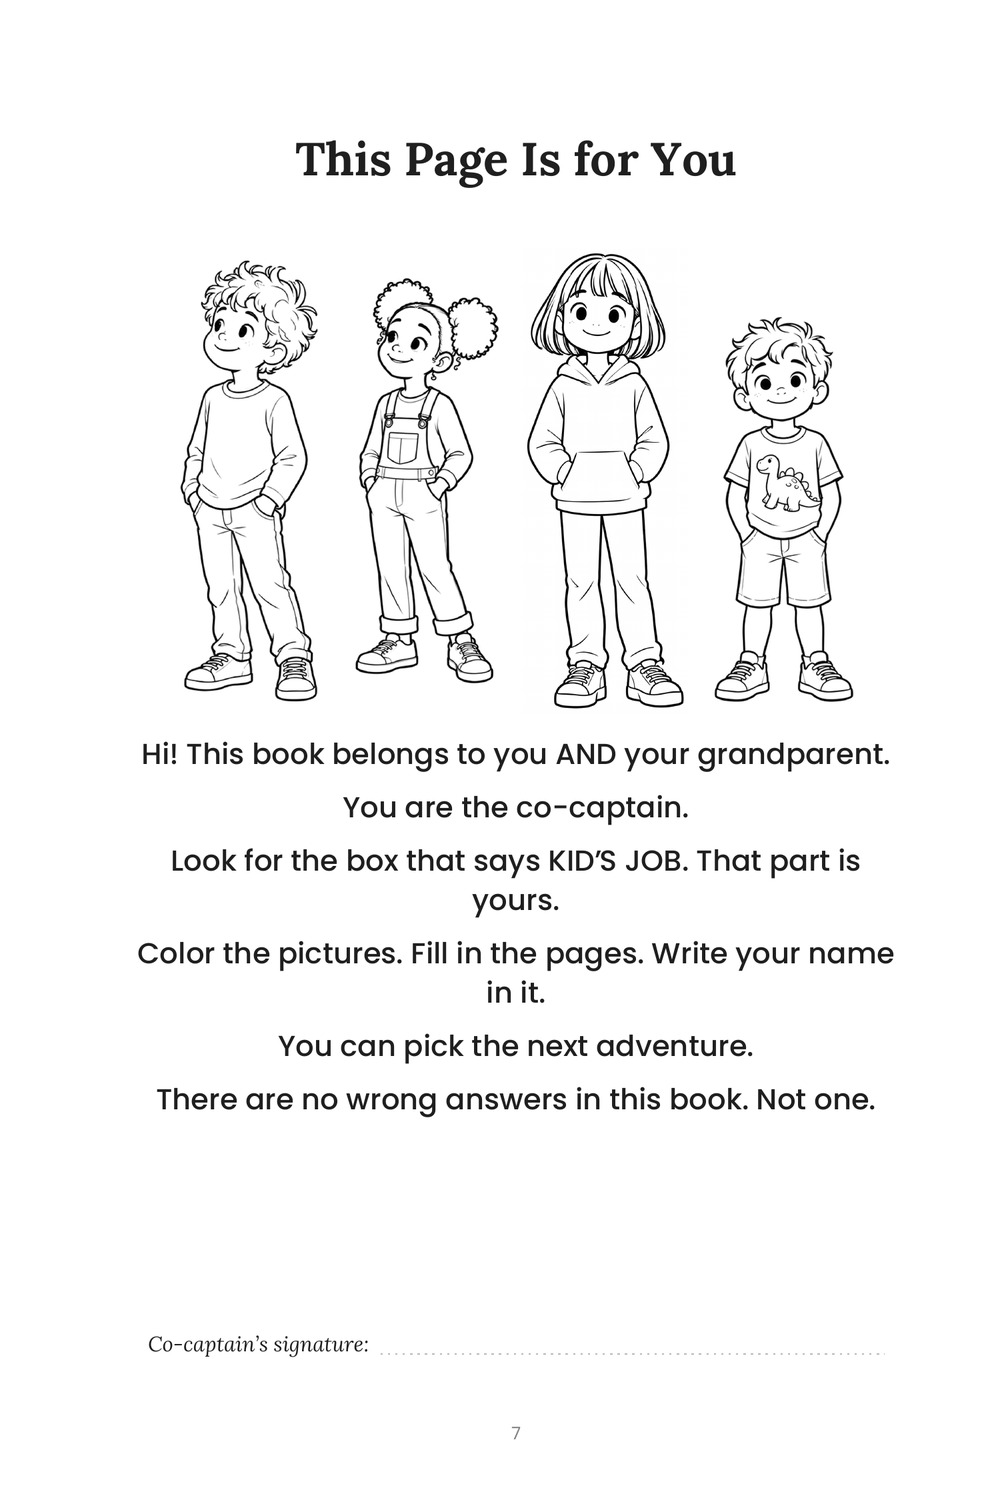 This Page Is for You
Hi! This book belongs to you AND your grandparent.
You are the co-captain.
Look for the box that says KID’S JOB. That part is
yours.
Color the pictures. Fill in the pages. Write your name
in it.
You can pick the next adventure.
There are no wrong answers in this book. Not one.
Co-captain’s signature:
7